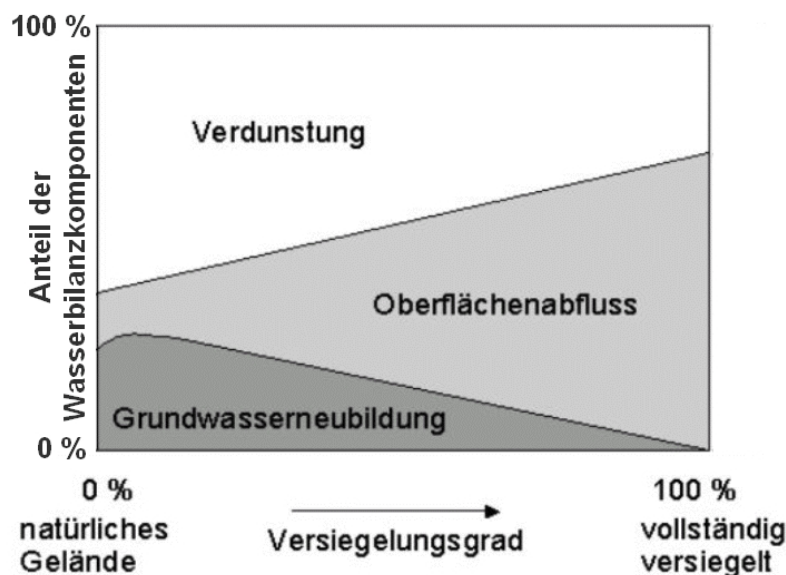 100 %
Anteil der
Wasserbilanzkomponenten
Verdunstung
Oberflächenabfluss
Grundwasserneubildung
0 %
0 %
natürliches
Gelände
Versiegelungsgrad
100 %
vollständig
versiegelt